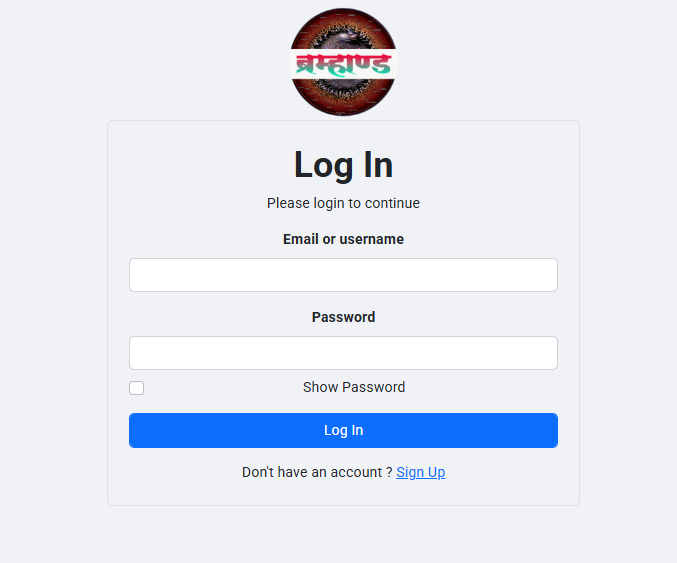 ब्रम्हाण्ड
Log In
Please login to continue
Email or username
Password
Show Password
Log In
Don't have an account ? Sign Up